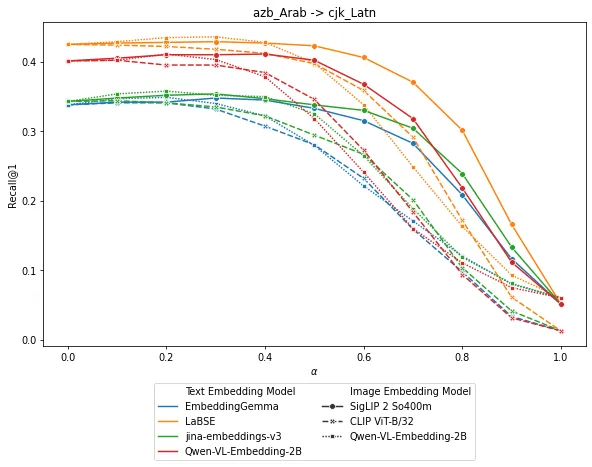 azb_Arab -> cjk_Latn
Recall@1
0.4
0.3
0.2
0.1
0.0
0.0 0.2 0.4 0.6 0.8 1.0
α
Text Embedding Model
EmbeddingGemma
LaBSE
jina-embeddings-v3
Qwen-VL-Embedding-2B
Image Embedding Model
SigLIP 2 So400m
CLIP ViT-B/32
Qwen-VL-Embedding-2B